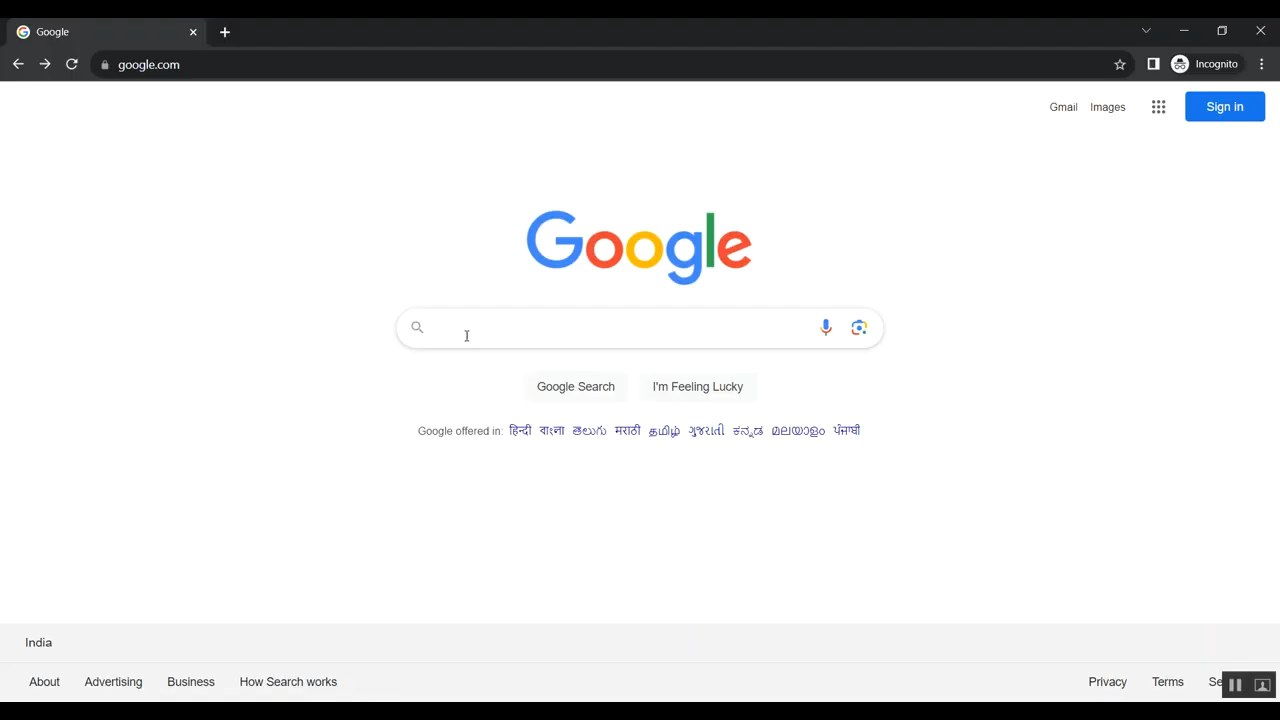 Google
google.com
Incognito
Gmail Images Sign in
Google
Google Search I'm Feeling Lucky
Google offered in: हिन्दी বাংলা తెలుగు मराठी தமிழ் ગુજરાતી ಕನ್ನಡ മലയാളം ਪੰਜਾਬੀ
India
About Advertising Business How Search works Privacy Terms